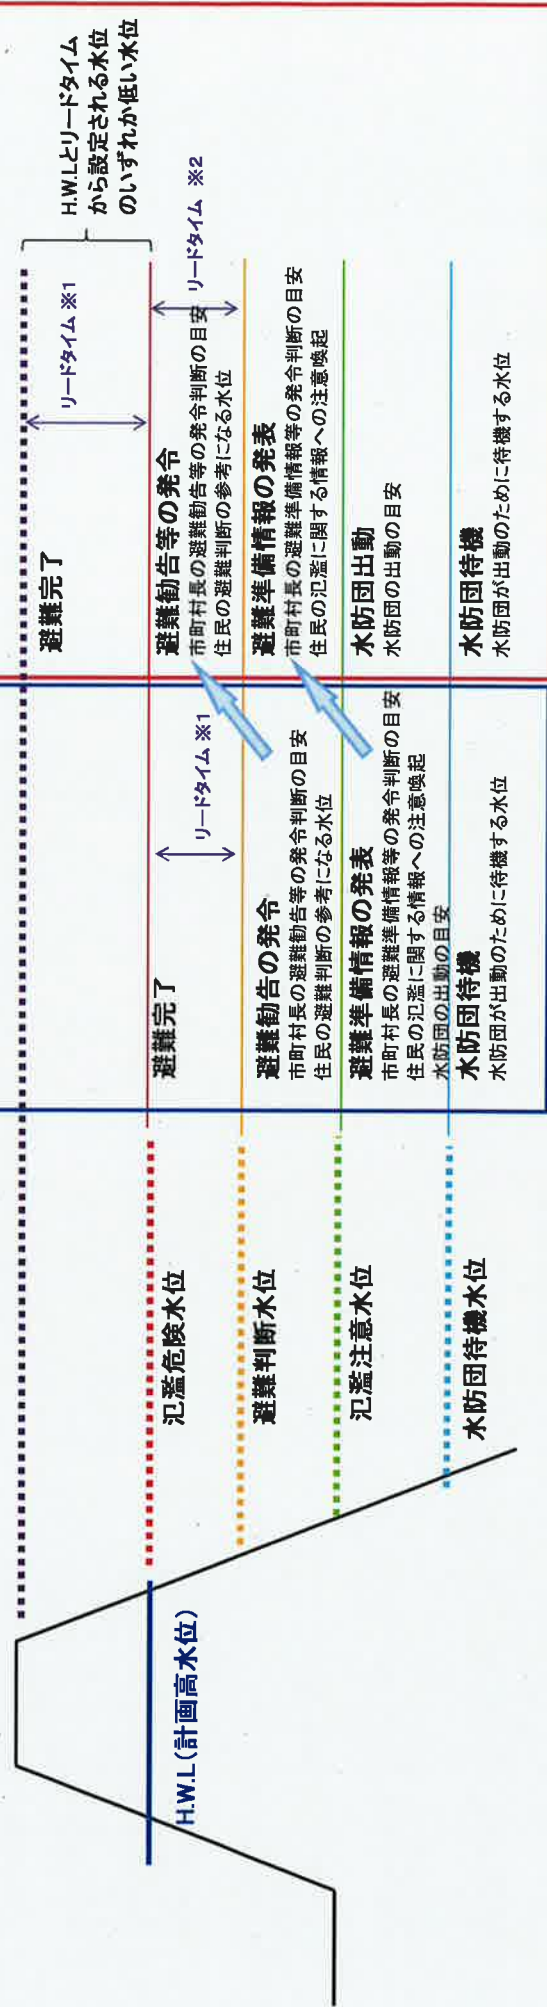 H.W.L(計画高水位)
氾濫危険水位
避難判断水位
氾濫注意水位
水防団待機水位
避難完了
リードタイム ※1
避難勧告の発令
市町村長の避難勧告等の発令判断の目安
住民の避難判断の参考になる水位
避難準備情報の発表
市町村長の避難準備情報等の発令判断の目安
住民の氾濫に関する情報への注意喚起
水防団の出動の目安
水防団待機
水防団が出動のために待機する水位
避難完了
リードタイム ※1
H.W.Lとリードタイム
から設定される水位
のいずれか低い水位
避難勧告等の発令
リードタイム ※2
市町村長の避難勧告等の発令判断の目安
住民の避難判断の参考になる水位
避難準備情報の発表
市町村長の避難準備情報等の発令判断の目安
住民の氾濫に関する情報への注意喚起
水防団出動
水防団の出動の目安
水防団待機
水防団が出動のために待機する水位